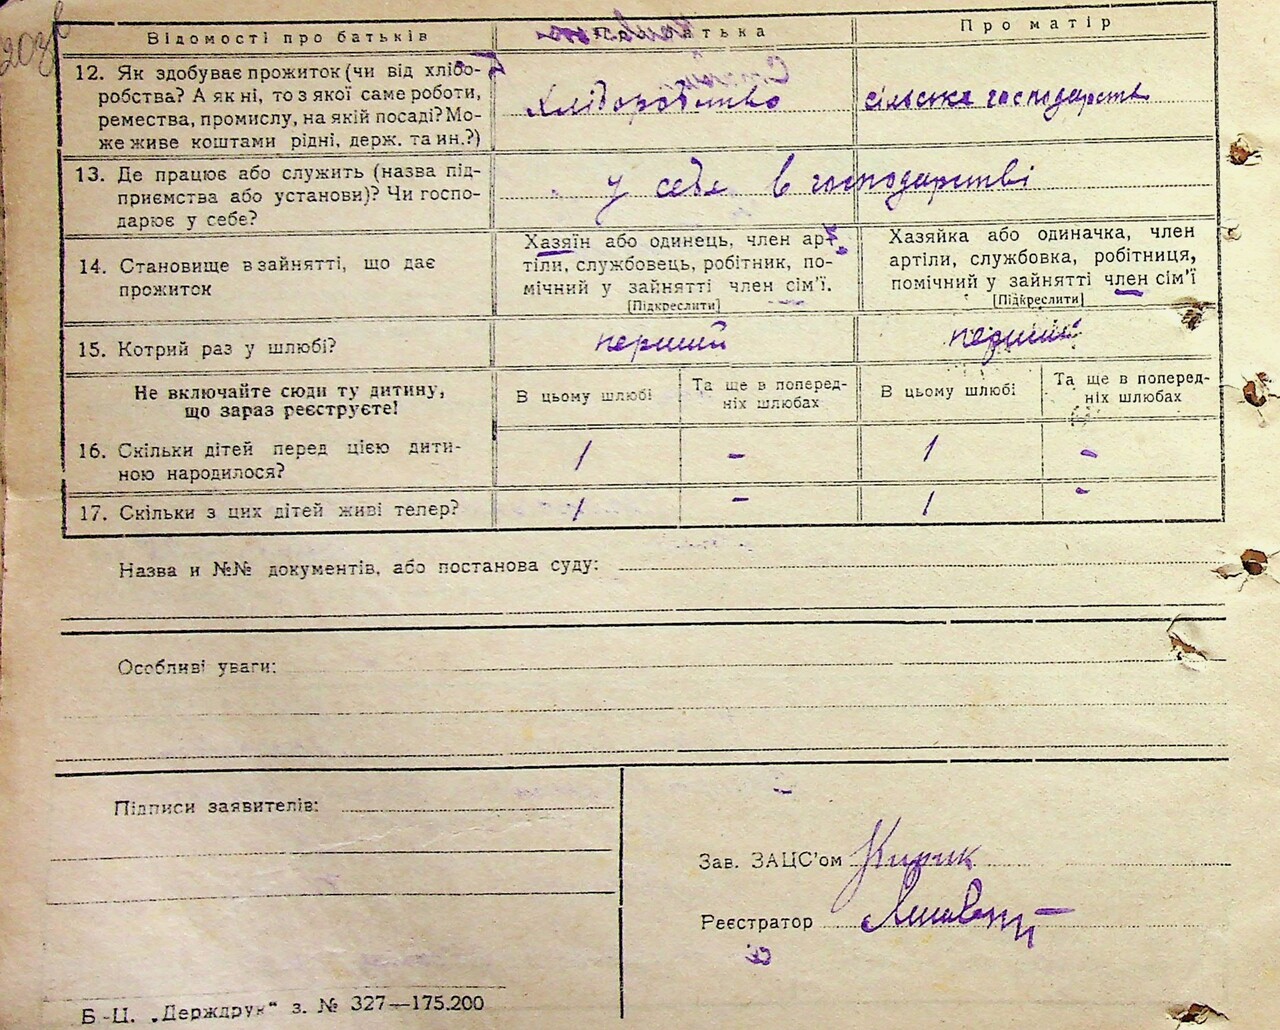 203
Відомості про батьків Про батька Про матір
12. Як здобуває прожиток (чи від хлібо-
робства? А як ні, то з якої саме роботи,
ремества, промислу, на якій посаді? Мо-
же живе коштами рідні, держ. та ин.?)
Хліборобство
сільське господарств
13. Де працює або служить (назва під-
приємства або установи)? Чи госпо-
дарює у себе?
у себе в господарстві
14. Становище в зайнятті, що дає
прожиток
Хазяїн або одинець, член ар-
тіли, службовець, робітник, по-
мічний у зайнятті член сім'ї.
[Підкреслити]
Хазяйка або одиначка, член
артіли, службовка, робітниця,
помічний у зайнятті член сім'ї
[Підкреслити]
15. Котрий раз у шлюбі? перший перший
Не включайте сюди ту дитину,
що зараз реєструєте!
В цьому шлюбі
Та ще в поперед-
ніх шлюбах
В цьому шлюбі
Та ще в поперед-
ніх шлюбах
16. Скільки дітей перед цією дити-
ною народилося?
1 - 1 -
17. Скільки з цих дітей живі тепер? 1 - 1 -
Назва и №№ документів, або постанова суду:
Особливі уваги:
Підписи заявителів:
Зав. ЗАЦС'ом Кирик
Реєстратор
Б-Ц. „Держдрук“ з. № 327—175.200